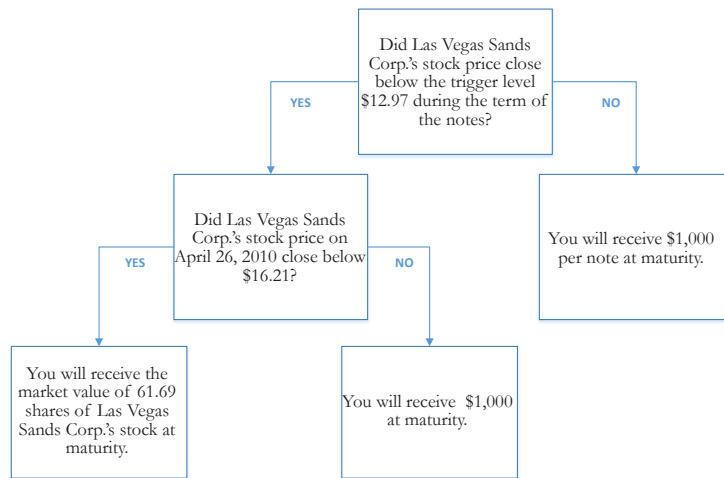 Did Las Vegas Sands
Corp.'s stock price close
below the trigger level
$12.97 during the term of
the notes?
YES
NO
Did Las Vegas Sands
Corp.'s stock price on
April 26, 2010 close below
$16.21?
You will receive $1,000
per note at maturity.
YES
NO
You will receive the
market value of 61.69
shares of Las Vegas
Sands Corp.'s stock at
maturity.
You will receive $1,000
at maturity.